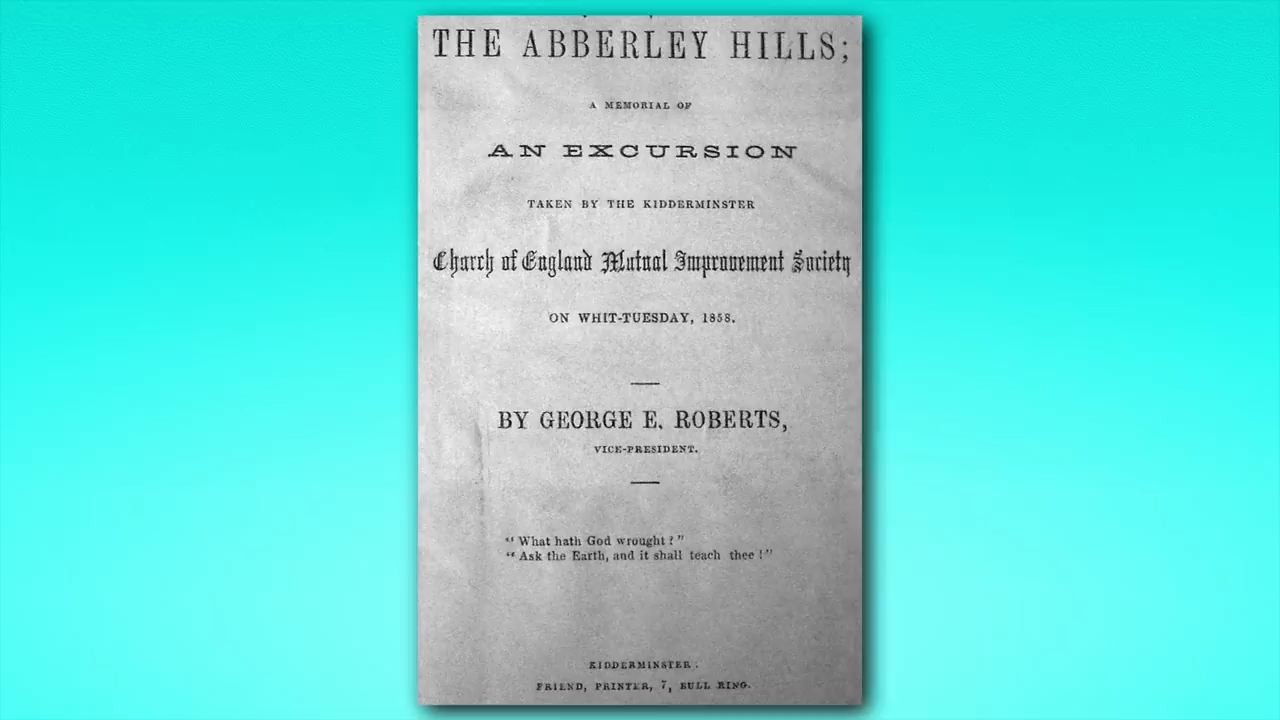 THE ABBERLEY HILLS;
A MEMORIAL OF
AN EXCURSION
TAKEN BY THE KIDDERMINSTER
Church of England Mutual Improvement Society
ON WHIT-TUESDAY, 1858.
BY GEORGE E. ROBERTS,
VICE-PRESIDENT.
"What hath God wrought?"
"Ask the Earth, and it shall teach thee!"
KIDDERMINSTER.
FRIEND, PRINTER, 7, BULL RING.